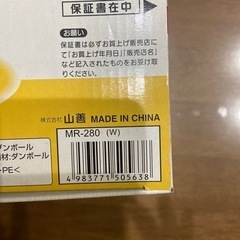 保証書在中
お願い
保証書は必ずお買上げ販売店にて「お買上げ年月日」「販売店名」など記入されたものをお受け取りください。
株式会社 山善 MADE IN CHINA
MR-280 (W)
4 983771 505638
ダンボール
材:ダンボール
・PE<